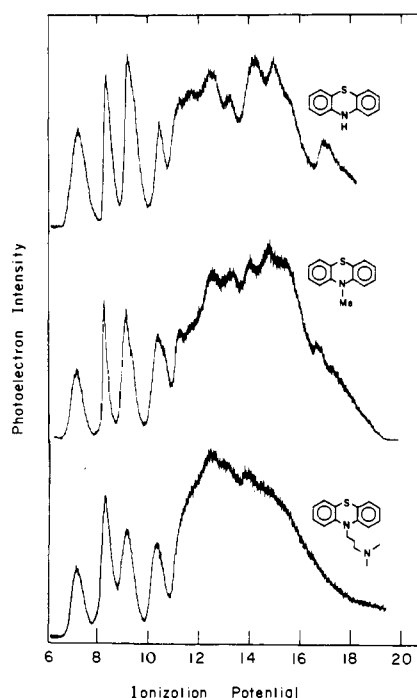 Photoelectron Intensity
S
N
H
S
N
Me
S
N
N
6 8 10 12 14 16 18 20
Ionization Potential